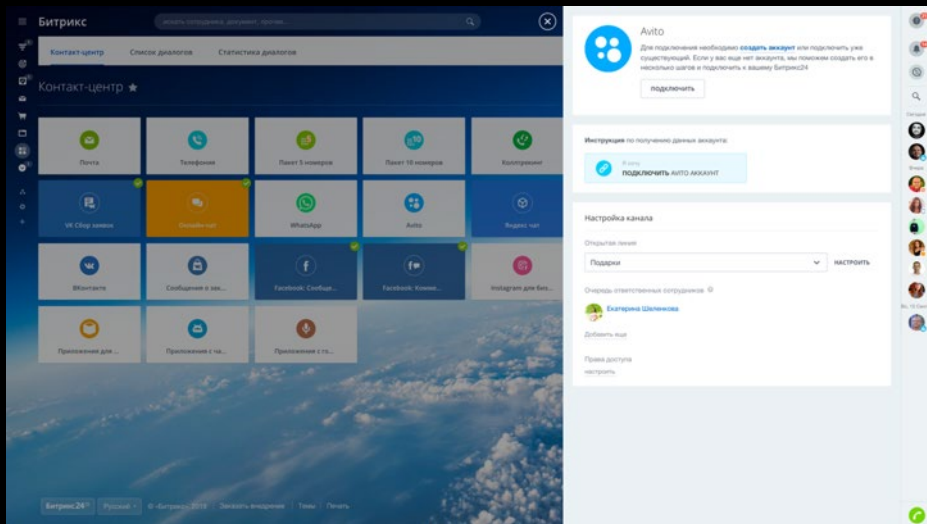 Битрикс
искать сотрудника, документ, прочее...
Контакт-центр
Список диалогов
Статистика диалогов
Контакт-центр
Почта
Телефония
Пакет 5 номеров
Пакет 10 номеров
Коллтрекинг
VK Сбор заявок
Онлайн-чат
WhatsApp
Avito
Яндекс чат
ВКонтакте
Сообщения о зак...
Facebook: Сообще...
Facebook: Комме...
Instagram для биз...
Приложения для ...
Приложения с ча...
Приложения с го...
Битрикс24
Русский
© «Битрикс», 2018
Заказать внедрение
Темы
Печать
Avito
Для подключения необходимо создать аккаунт или подключить уже
существующий. Если у вас еще нет аккаунта, мы поможем создать его в
несколько шагов и подключить к вашему Битрикс24
ПОДКЛЮЧИТЬ
Инструкция по получению данных аккаунта:
Я хочу
ПОДКЛЮЧИТЬ AVITO АККАУНТ
Настройка канала
Открытая линия
Подарки
НАСТРОИТЬ
Очередь ответственных сотрудников
Екатерина Шеленкова
Добавить еще
Права доступа
настроить
Сегодня
Вчера